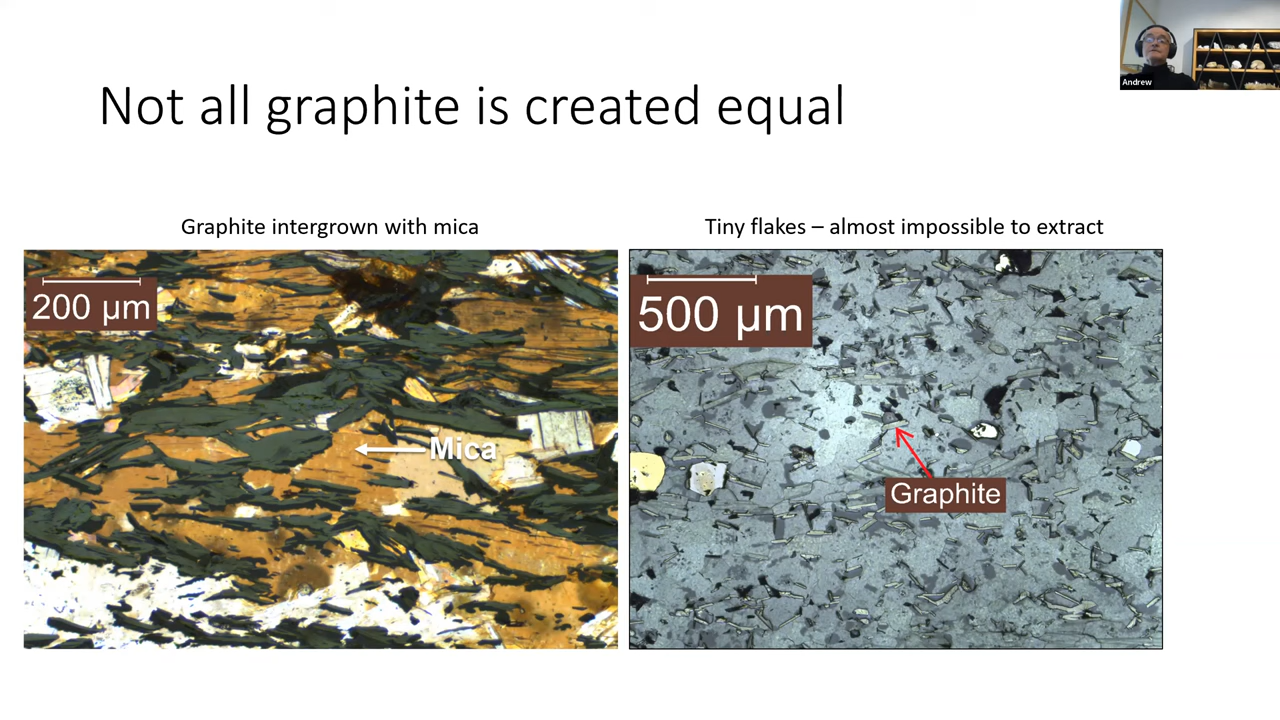 Andrew
Not all graphite is created equal
Graphite intergrown with mica
Tiny flakes – almost impossible to extract
200 µm
500 µm
Mica
Graphite